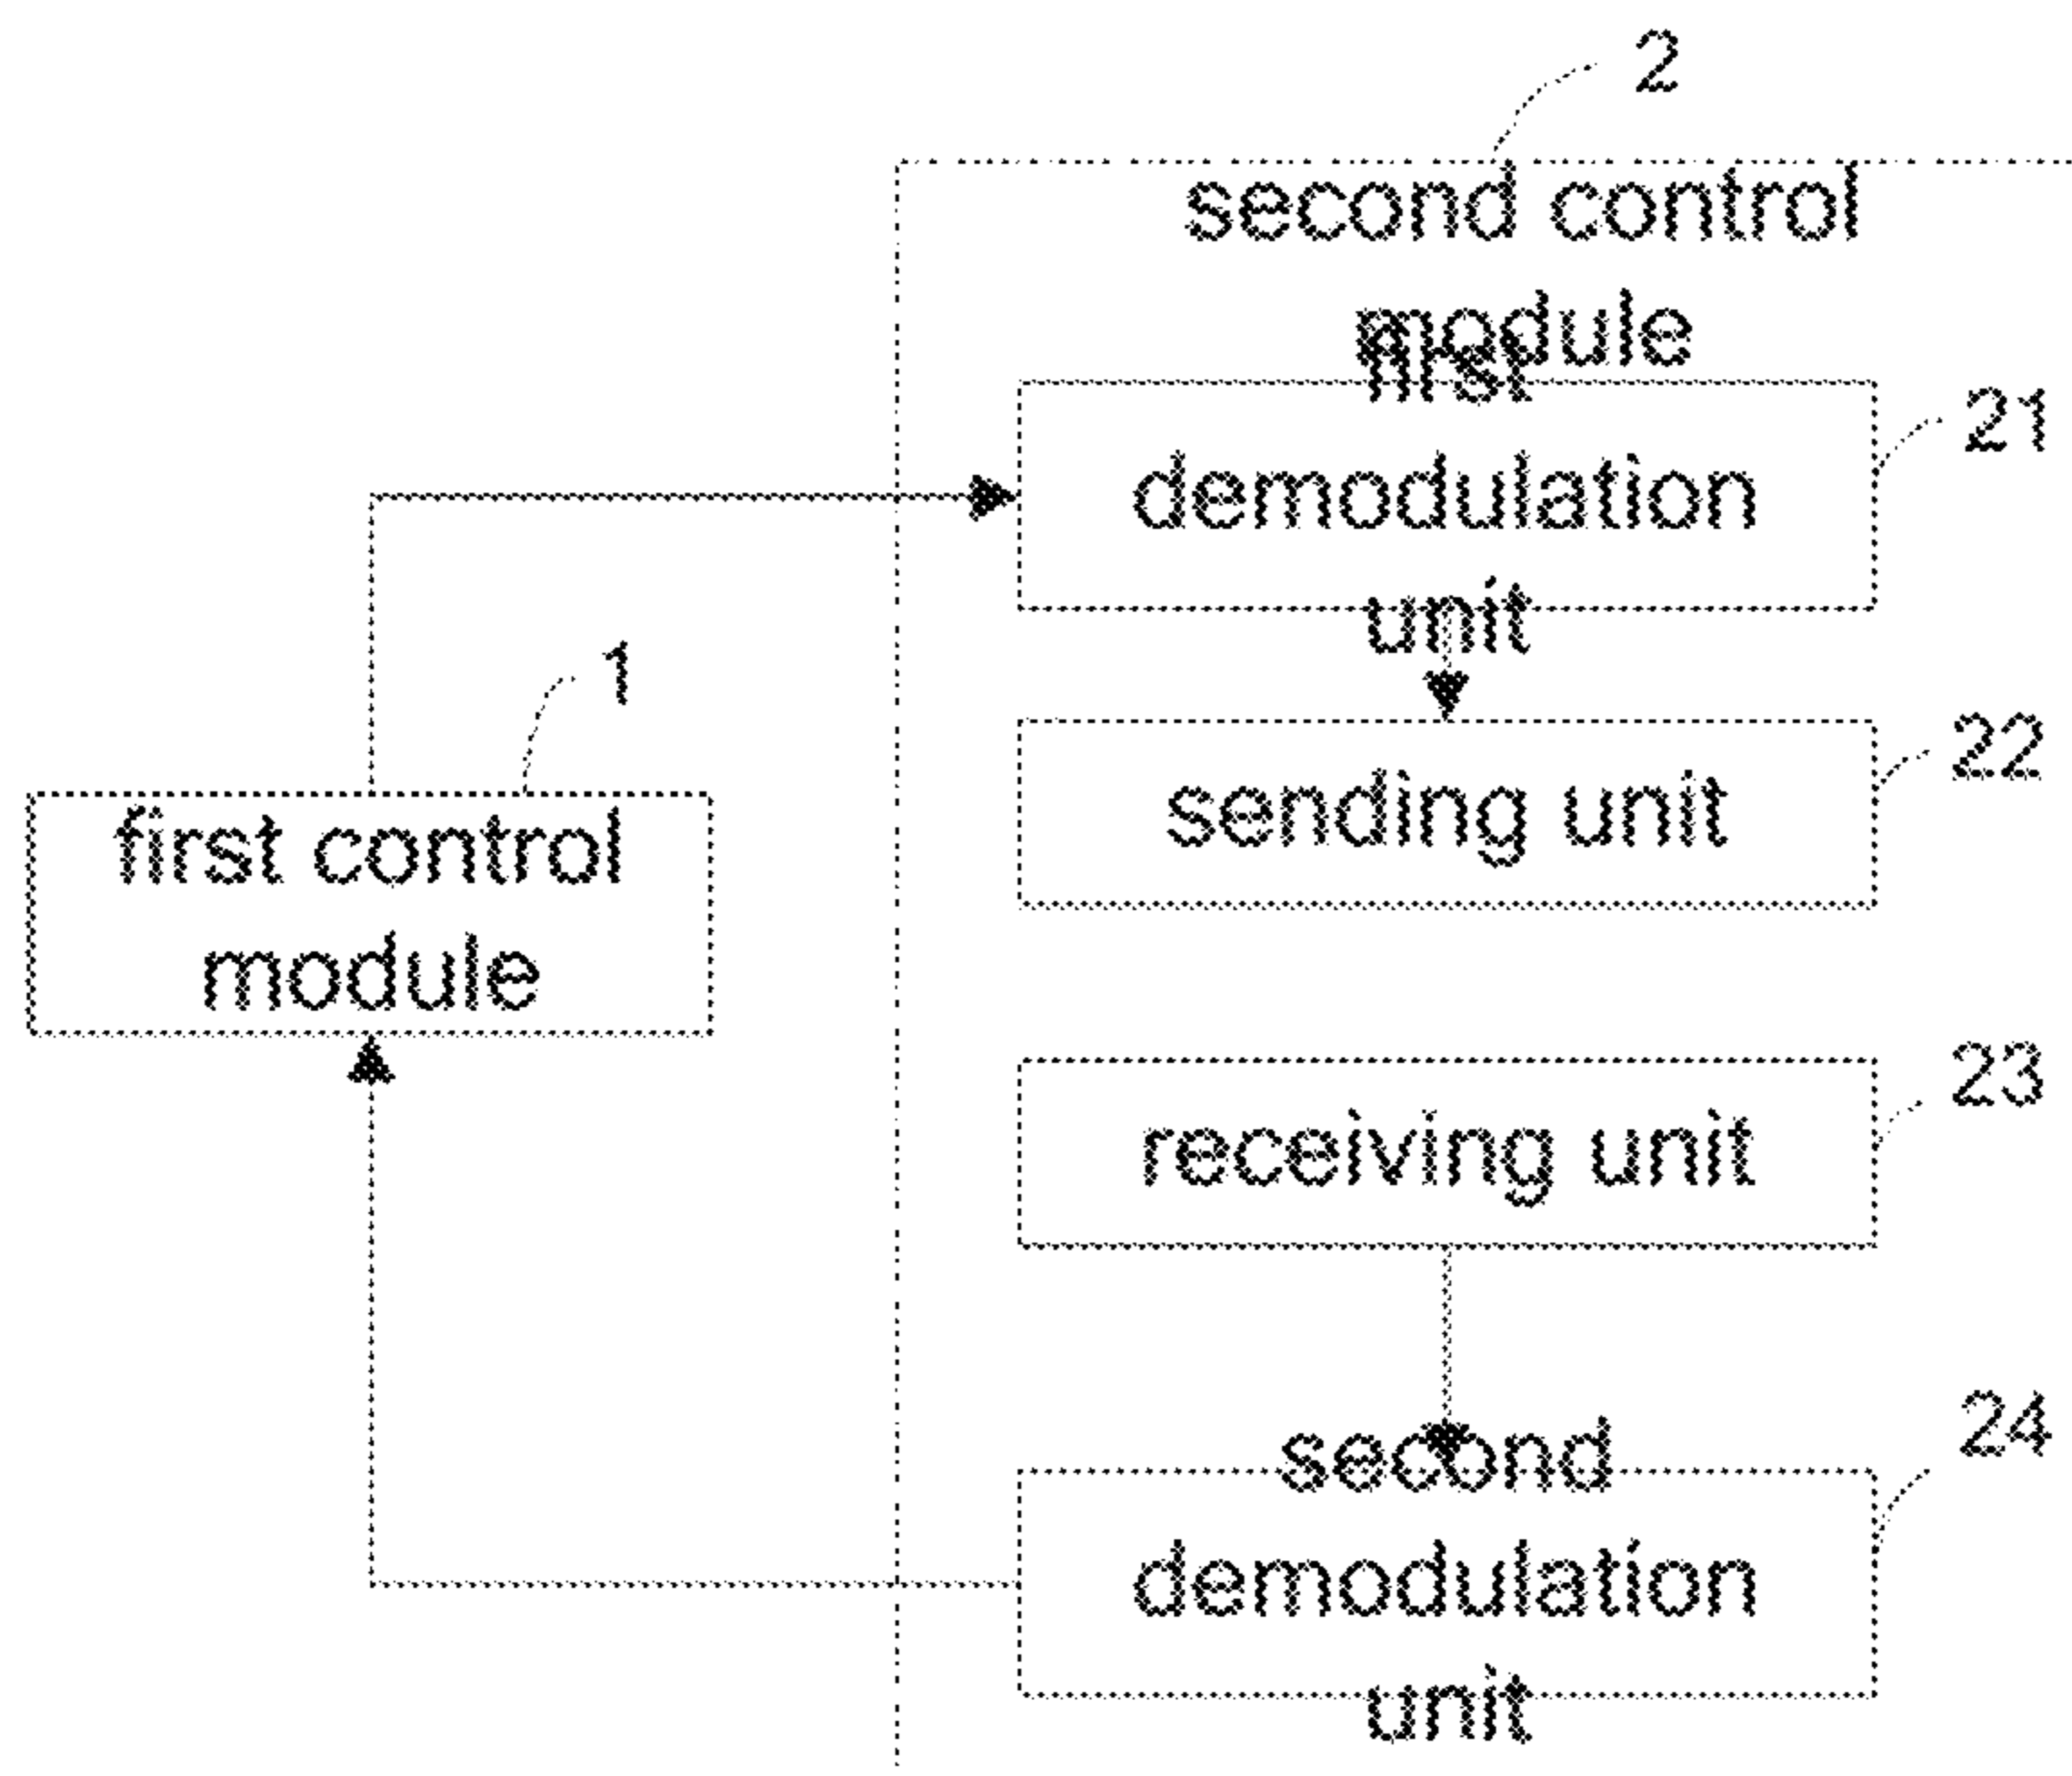 2
second control
module
first
demodulation
unit
21
1
sending unit
22
first control
module
receiving unit
23
second
demodulation
unit
24